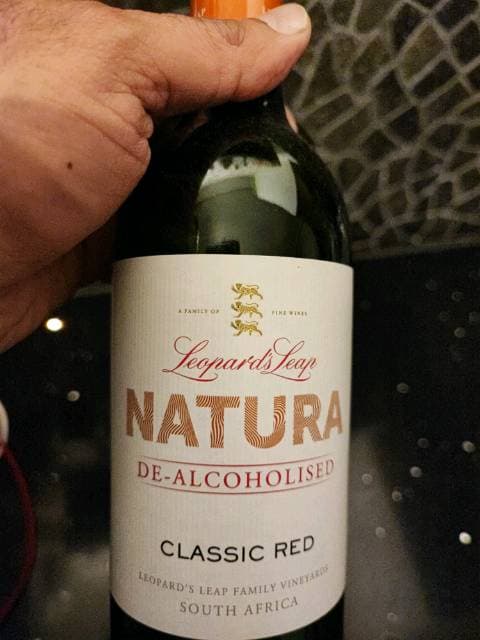 A FAMILY OF FINE WINES
Leopard's Leap
NATURA
DE-ALCOHOLISED
CLASSIC RED
LEOPARD'S LEAP FAMILY VINEYARDS
SOUTH AFRICA